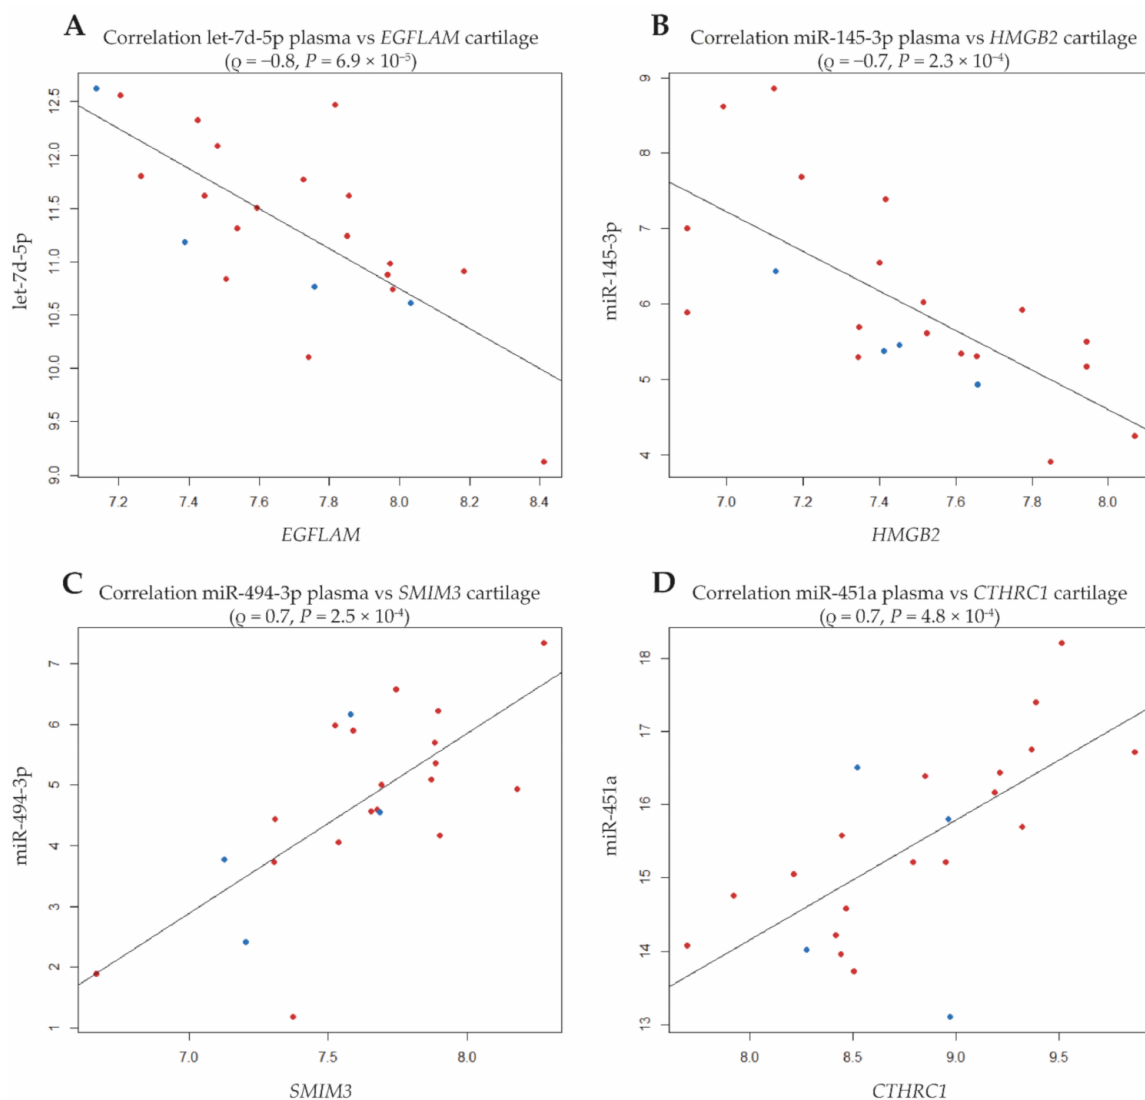 A
Correlation let-7d-5p plasma vs EGFLAM cartilage
(ϱ = −0.8, P = 6.9 × 10⁻⁵)
let-7d-5p
12.5
12.0
11.5
11.0
10.5
10.0
9.5
9.0
7.2 7.4 7.6 7.8 8.0 8.2 8.4
EGFLAM
B
Correlation miR-145-3p plasma vs HMGB2 cartilage
(ϱ = −0.7, P = 2.3 × 10⁻⁴)
miR-145-3p
9
8
7
6
5
4
7.0 7.2 7.4 7.6 7.8 8.0
HMGB2
C
Correlation miR-494-3p plasma vs SMIM3 cartilage
(ϱ = 0.7, P = 2.5 × 10⁻⁴)
miR-494-3p
7
6
5
4
3
2
1
7.0 7.5 8.0
SMIM3
D
Correlation miR-451a plasma vs CTHRC1 cartilage
(ϱ = 0.7, P = 4.8 × 10⁻⁴)
miR-451a
18
17
16
15
14
13
8.0 8.5 9.0 9.5
CTHRC1